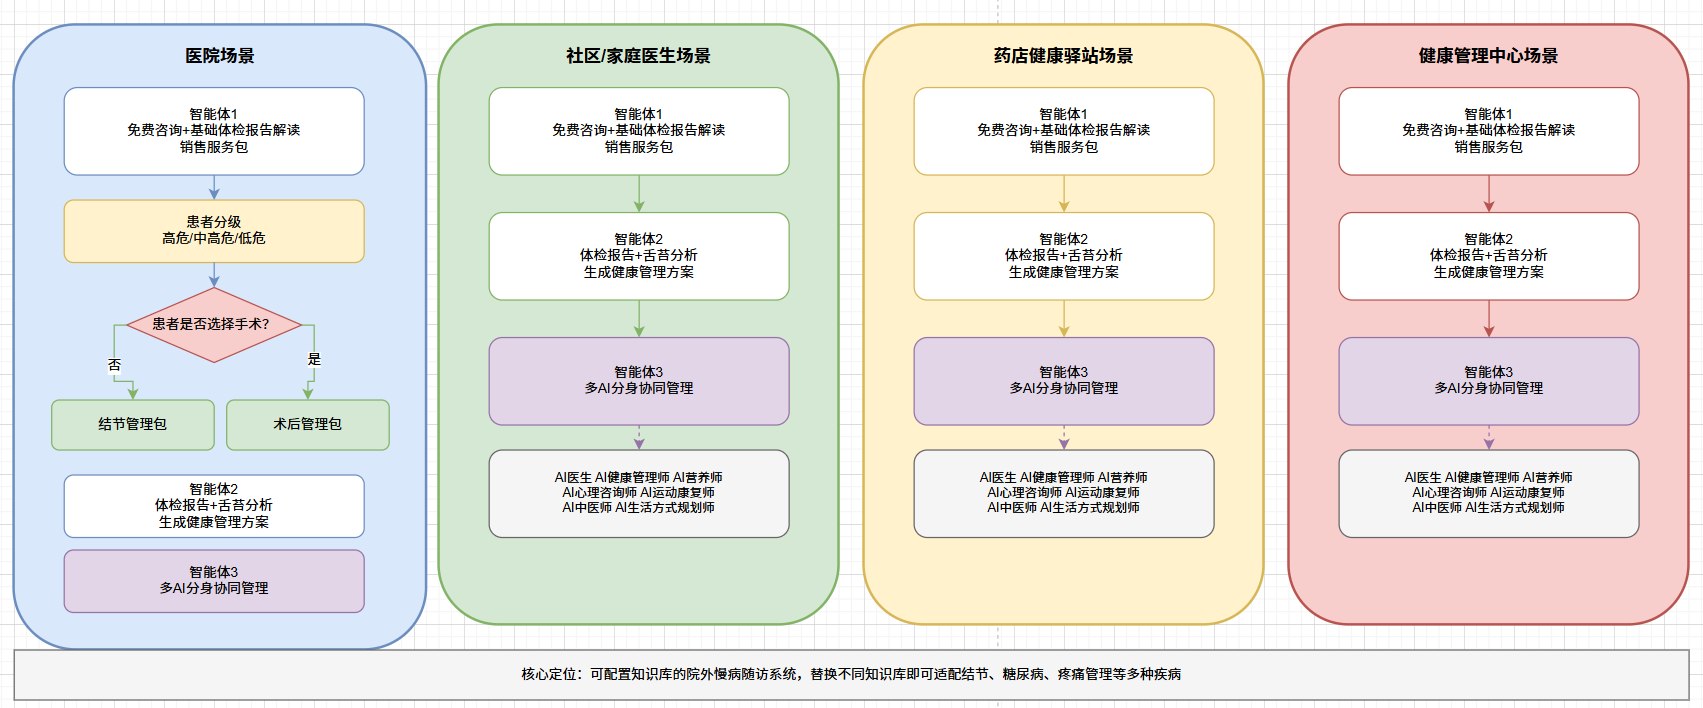 医院场景
智能体1
免费咨询+基础体检报告解读
销售服务包
患者分级
高危/中高危/低危
患者是否选择手术？
否
是
结节管理包
术后管理包
智能体2
体检报告+舌苔分析
生成健康管理方案
智能体3
多AI分身协同管理
社区/家庭医生场景
智能体1
免费咨询+基础体检报告解读
销售服务包
智能体2
体检报告+舌苔分析
生成健康管理方案
智能体3
多AI分身协同管理
AI医生 AI健康管理师 AI营养师
AI心理咨询师 AI运动康复师
AI中医师 AI生活方式规划师
药店健康驿站场景
智能体1
免费咨询+基础体检报告解读
销售服务包
智能体2
体检报告+舌苔分析
生成健康管理方案
智能体3
多AI分身协同管理
AI医生 AI健康管理师 AI营养师
AI心理咨询师 AI运动康复师
AI中医师 AI生活方式规划师
健康管理中心场景
智能体1
免费咨询+基础体检报告解读
销售服务包
智能体2
体检报告+舌苔分析
生成健康管理方案
智能体3
多AI分身协同管理
AI医生 AI健康管理师 AI营养师
AI心理咨询师 AI运动康复师
AI中医师 AI生活方式规划师
核心定位：可配置知识库的院外慢病随访系统，替换不同知识库即可适配结节、糖尿病、疼痛管理等多种疾病